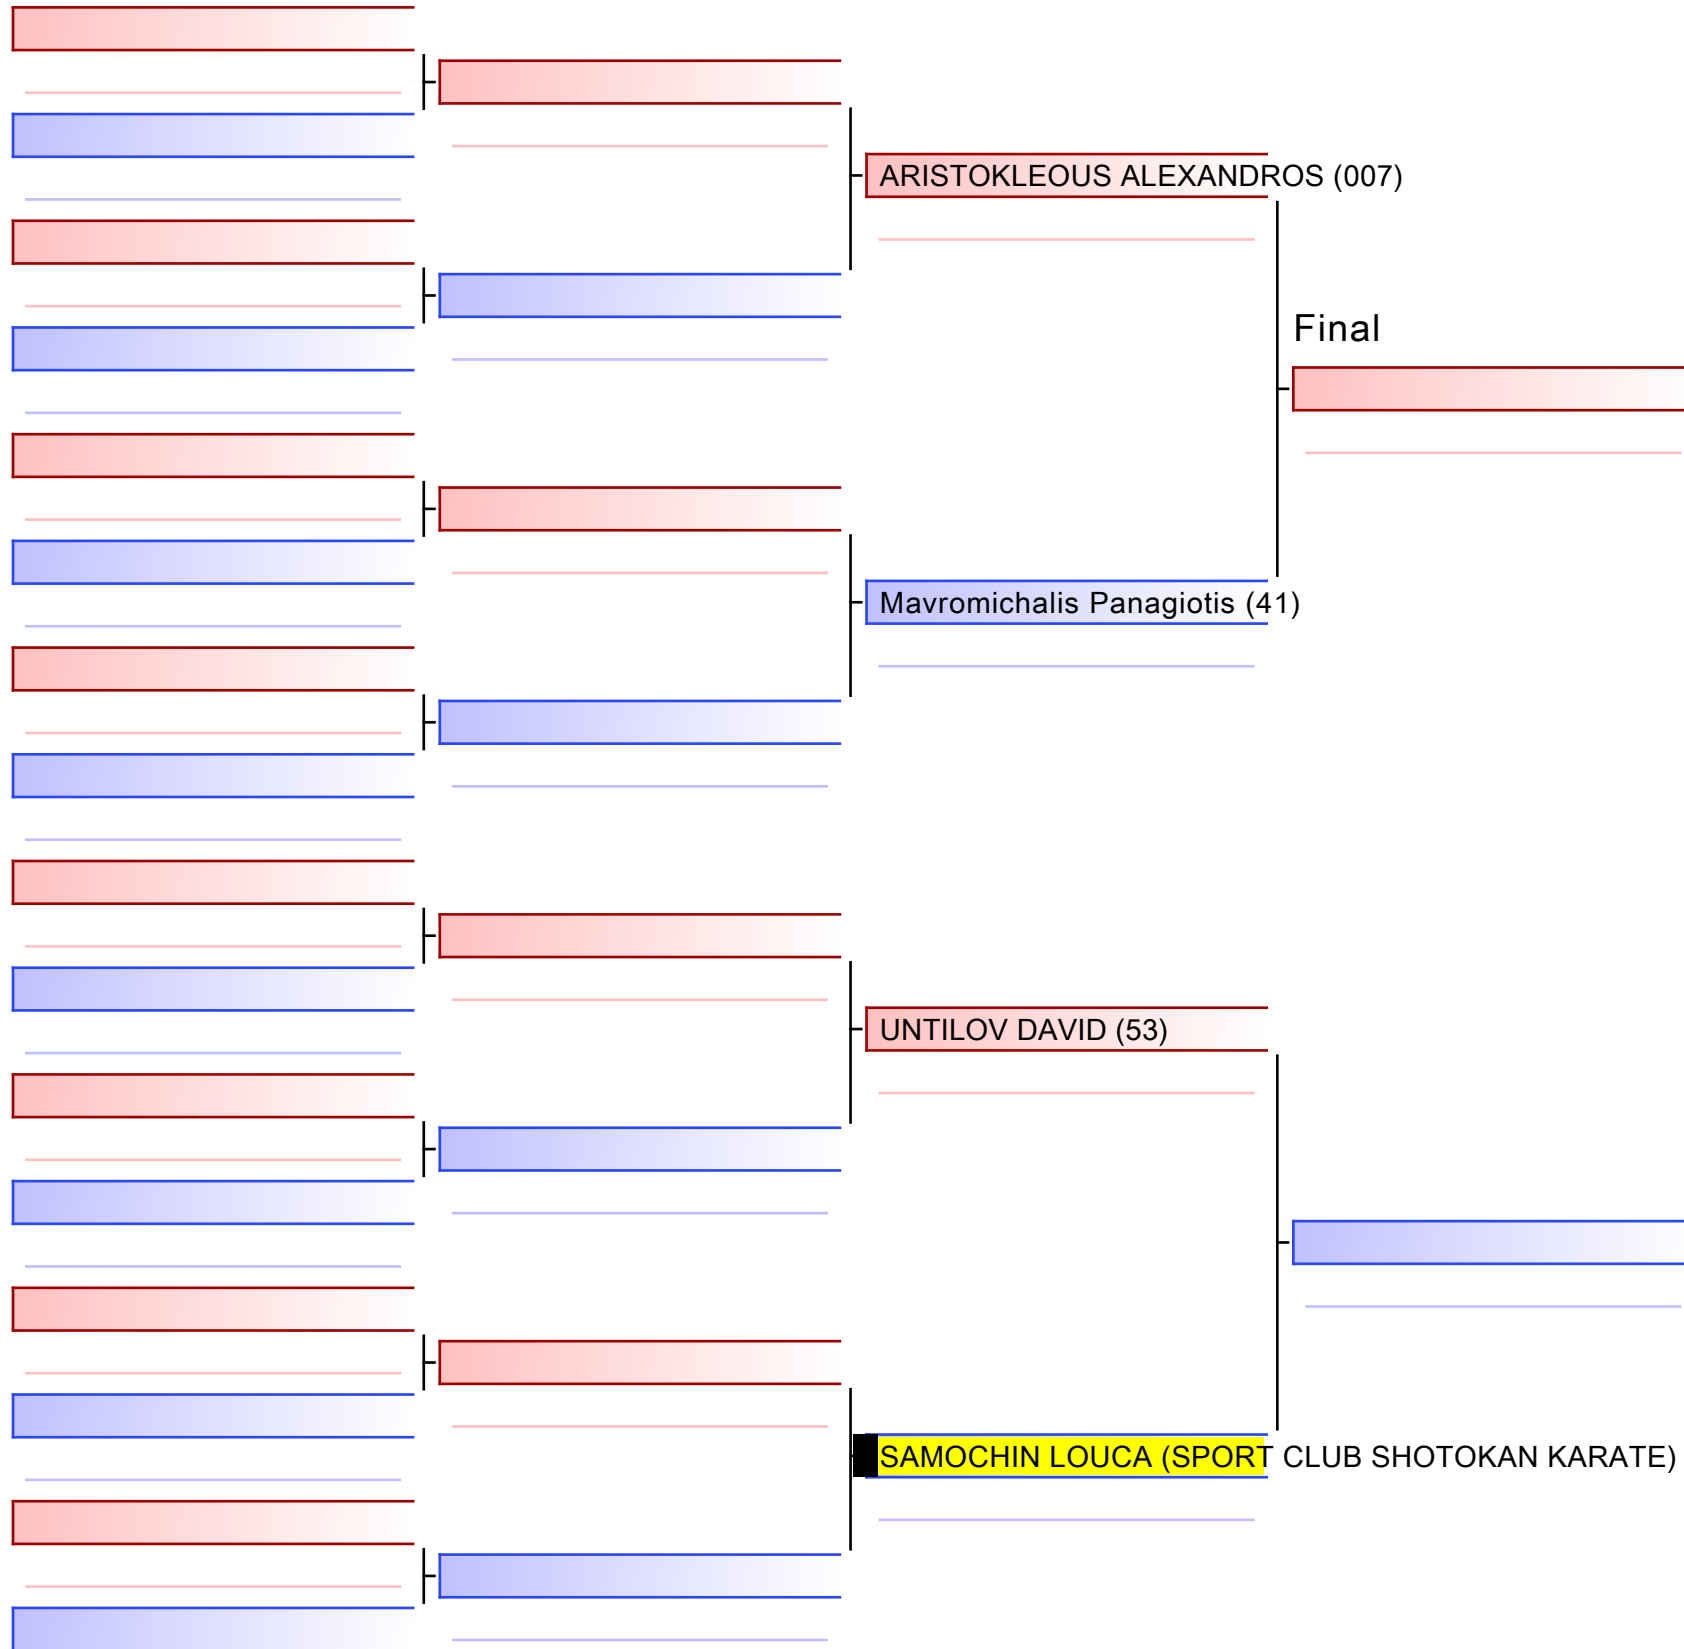 ARISTOKLEOUS ALEXANDROS (007)
Final
Mavromichalis Panagiotis (41)
UNTILOV DAVID (53)
SAMOCHIN LOUCA (SPORT CLUB SHOTOKAN KARATE)